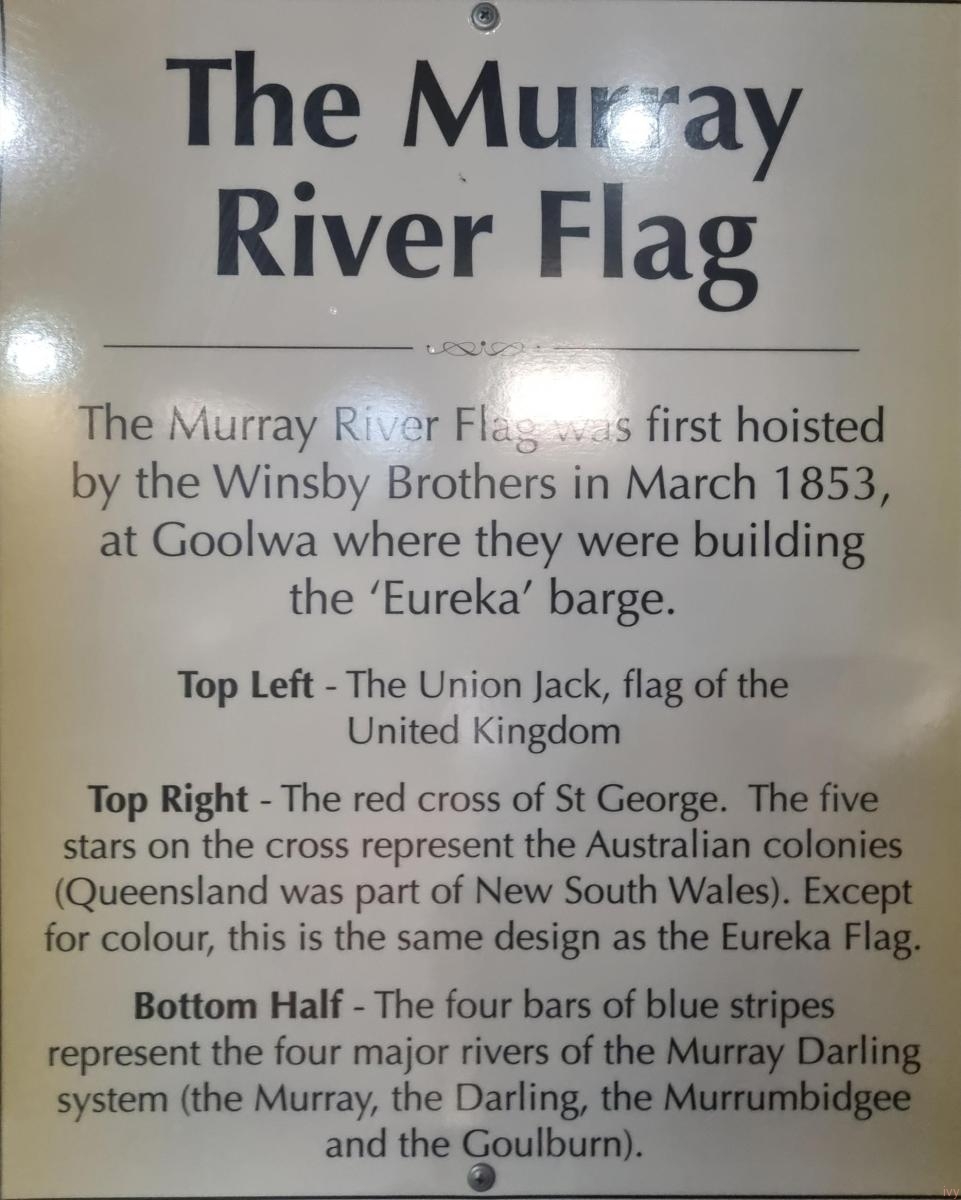 The Murray
River Flag
The Murray River Flag was first hoisted
by the Winsby Brothers in March 1853,
at Goolwa where they were building
the ‘Eureka’ barge.
Top Left - The Union Jack, flag of the
United Kingdom
Top Right - The red cross of St George.  The five
stars on the cross represent the Australian colonies
(Queensland was part of New South Wales). Except
for colour, this is the same design as the Eureka Flag.
Bottom Half - The four bars of blue stripes
represent the four major rivers of the Murray Darling
system (the Murray, the Darling, the Murrumbidgee
and the Goulburn).
ivy